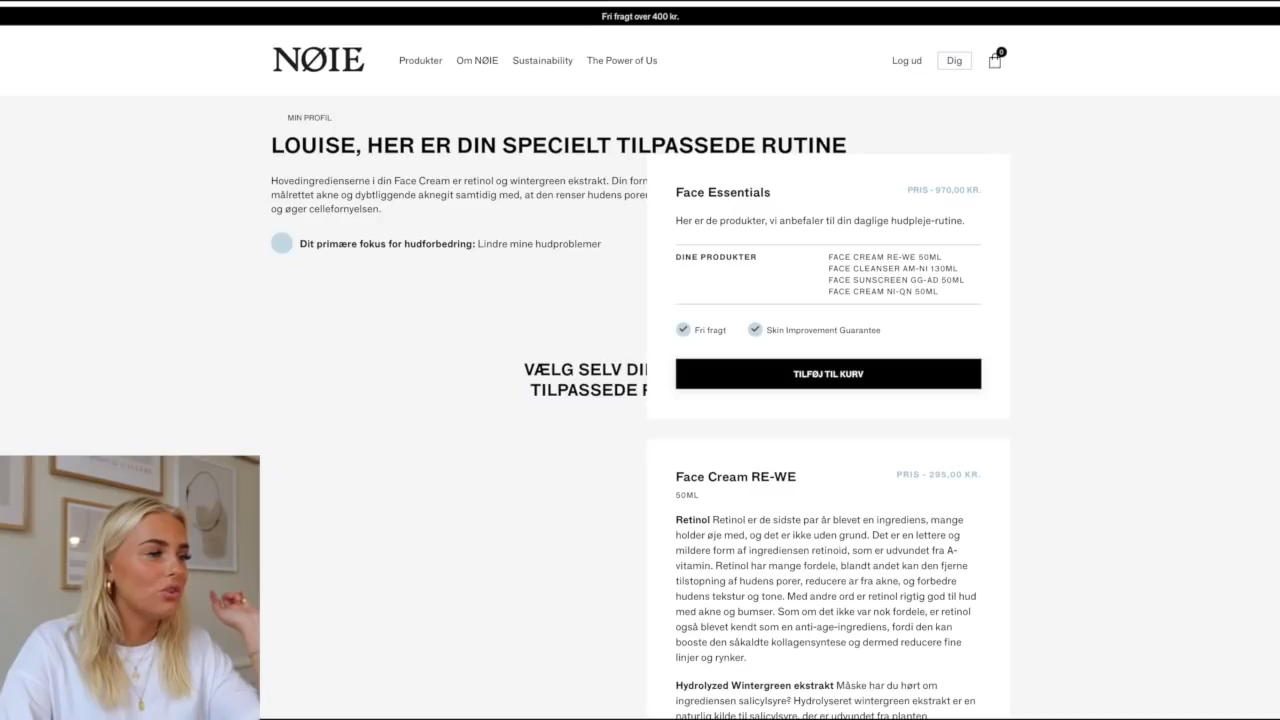 Fri fragt over 400 kr.
NØIE
Produkter
Om NØIE
Sustainability
The Power of Us
Log ud
Dig
0
MIN PROFIL
LOUISE, HER ER DIN SPECIELT TILPASSEDE RUTINE
Hovedingredienserne i din Face Cream er retinol og wintergreen ekstrakt. Din
målrettet akne og dybtliggende aknegit samtidig med, at den renser hudens
og øger cellefornyelsen.
Dit primære fokus for hudforbedring: Lindre mine hudproblemer
VÆLG SELV
TILPASSEDE
Face Essentials
PRIS - 970,00 KR.
Her er de produkter, vi anbefaler til din daglige hudpleje-rutine.
DINE PRODUKTER
FACE CREAM RE-WE 50ML
FACE CLEANSER AM-NI 130ML
FACE SUNSCREEN GG-AD 50ML
FACE CREAM NI-QN 50ML
Fri fragt
Skin Improvement Guarantee
TILFØJ TIL KURV
Face Cream RE-WE
PRIS - 295,00 KR.
50ML
Retinol Retinol er de sidste par år blevet en ingrediens, mange
holder øje med, og det er ikke uden grund. Det er en lettere og
mildere form af ingrediensen retinoid, som er udvundet fra A-
vitamin. Retinol har mange fordele, blandt andet kan den fjerne
tilstopning af hudens porer, reducere ar fra akne, og forbedre
hudens tekstur og tone. Med andre ord er retinol rigtig god til hud
med akne og bumser. Som om det ikke var nok fordele, er retinol
også blevet kendt som en anti-age-ingrediens, fordi den kan
booste den såkaldte kollagensyntese og dermed reducere fine
linjer og rynker.
Hydrolyzed Wintergreen ekstrakt Måske har du hørt om
ingrediensen salicylsyre? Hydrolyseret wintergreen ekstrakt er en
naturlig kilde til salicylsyre, der er udvundet fra planten